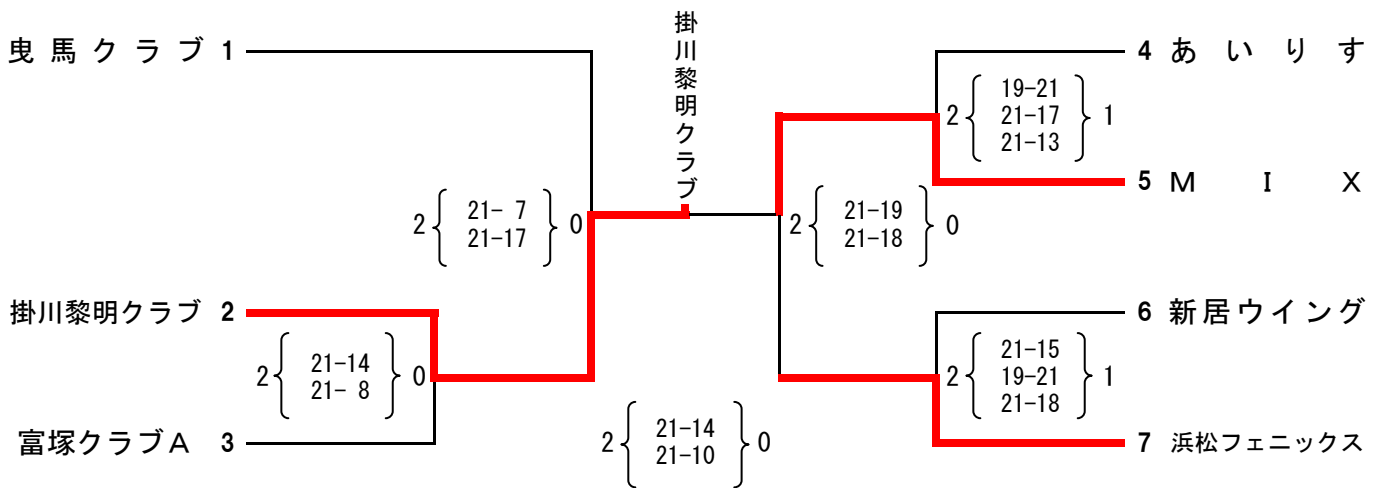 掛川黎明クラブ
曳馬クラブ 1
4 あいりす
2 { 19-21 } 1
21-17
21-13
5 MIX
2 { 21- 7 } 0
21-17
2 { 21-19 } 0
21-18
掛川黎明クラブ 2
6 新居ウイング
2 { 21-14 } 0
21- 8
2 { 21-15 } 1
19-21
21-18
富塚クラブA 3
2 { 21-14 } 0
21-10
7 浜松フェニックス